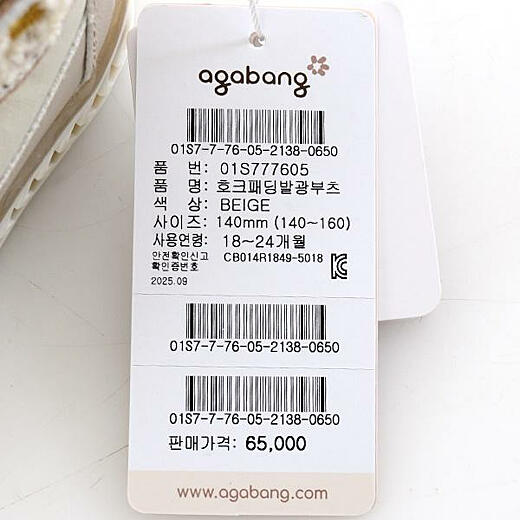 agabang
01S7-7-76-05-2138-0650
품 번: 01S777605
품 명: 호크패딩발광부츠
색 상: BEIGE
사이즈: 140mm (140~160)
사용연령: 18~24개월
안전확인신고
확인증번호 CB014R1849-5018
2025.09
01S7-7-76-05-2138-0650
01S7-7-76-05-2138-0650
판매가격: 65,000
www.agabang.com